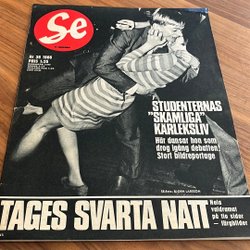 Se
Nr 38 1966
PRIS 1:35
STUDENTERNAS
"SKAMLIGA"
KÄRLEKSLIV
Här dansar hon som
drog igång debatten!
Stort bildreportage
TAGES SVARTA NATT
Hela
valdramat
på tio sidor
— färgbilder